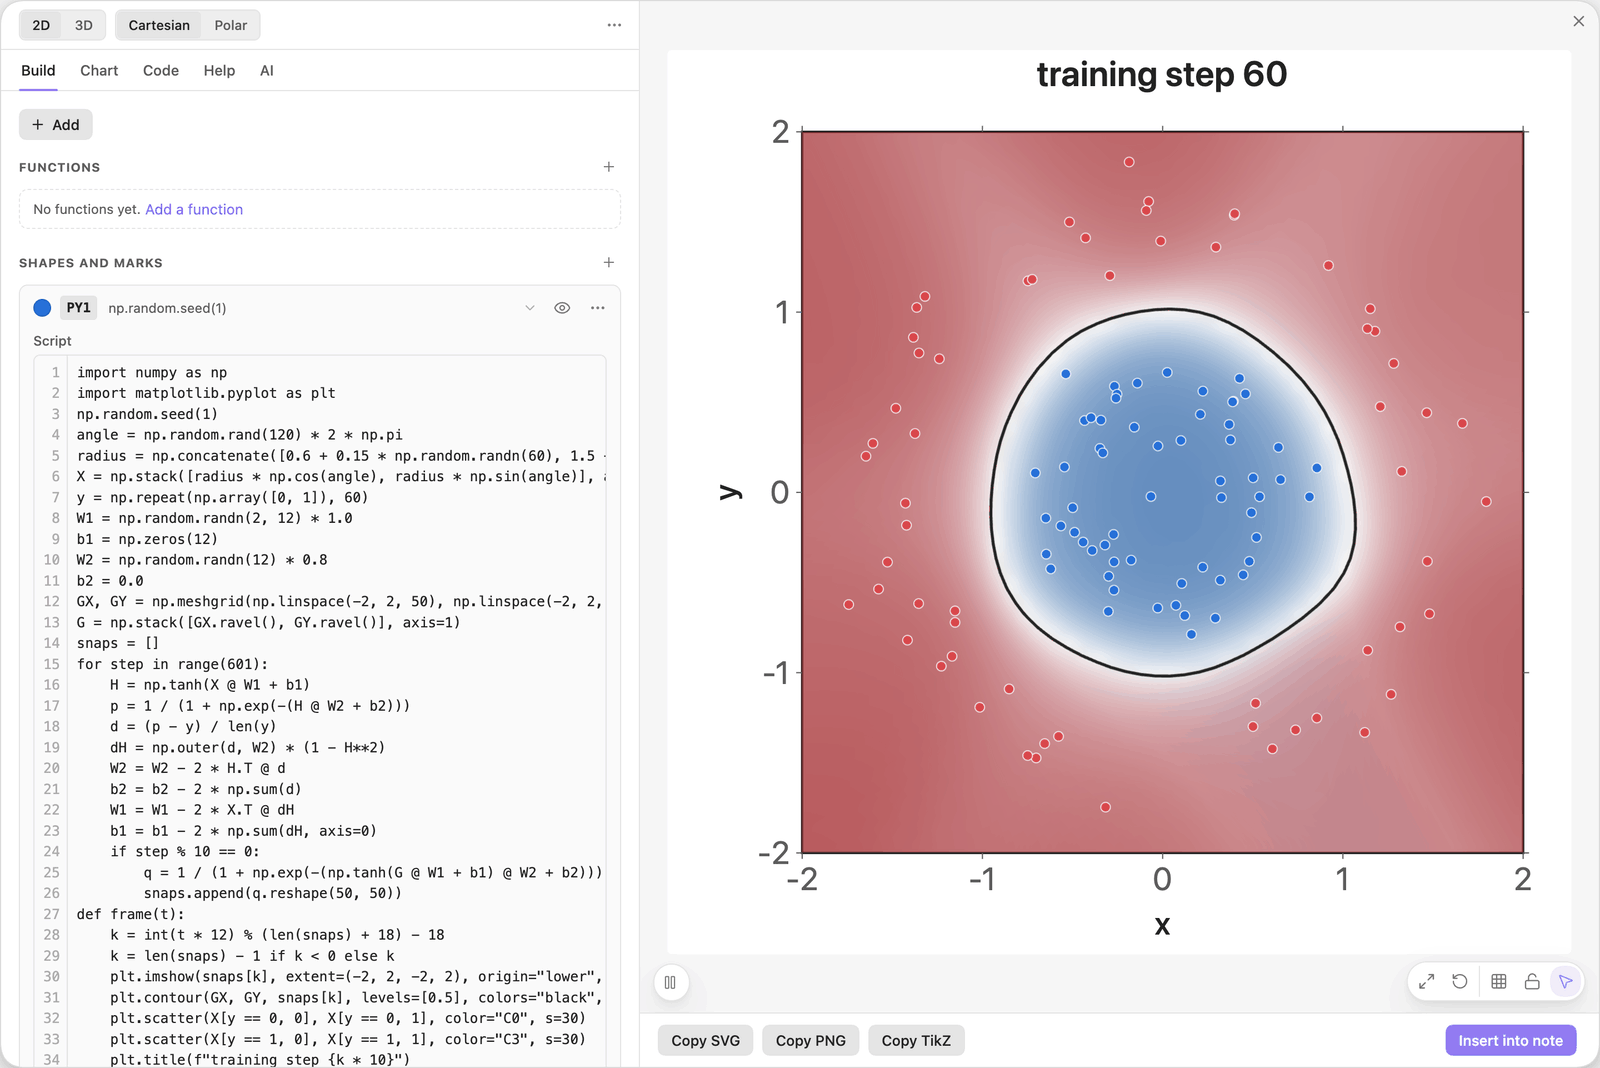 2D 3D Cartesian Polar
Build Chart Code Help AI
+ Add
FUNCTIONS
No functions yet. Add a function
SHAPES AND MARKS
PY1 np.random.seed(1)
Script
1 import numpy as np
2 import matplotlib.pyplot as plt
3 np.random.seed(1)
4 angle = np.random.rand(120) * 2 * np.pi
5 radius = np.concatenate([0.6 + 0.15 * np.random.randn(60), 1.5
6 X = np.stack([radius * np.cos(angle), radius * np.sin(angle)],
7 y = np.repeat(np.array([0, 1]), 60)
8 W1 = np.random.randn(2, 12) * 1.0
9 b1 = np.zeros(12)
10 W2 = np.random.randn(12) * 0.8
11 b2 = 0.0
12 GX, GY = np.meshgrid(np.linspace(-2, 2, 50), np.linspace(-2, 2,
13 G = np.stack([GX.ravel(), GY.ravel()], axis=1)
14 snaps = []
15 for step in range(601):
16 H = np.tanh(X @ W1 + b1)
17 p = 1 / (1 + np.exp(-(H @ W2 + b2)))
18 d = (p - y) / len(y)
19 dH = np.outer(d, W2) * (1 - H**2)
20 W2 = W2 - 2 * H.T @ d
21 b2 = b2 - 2 * np.sum(d)
22 W1 = W1 - 2 * X.T @ dH
23 b1 = b1 - 2 * np.sum(dH, axis=0)
24 if step % 10 == 0:
25 q = 1 / (1 + np.exp(-(np.tanh(G @ W1 + b1) @ W2 + b2)))
26 snaps.append(q.reshape(50, 50))
27 def frame(t):
28 k = int(t * 12) % (len(snaps) + 18) - 18
29 k = len(snaps) - 1 if k < 0 else k
30 plt.imshow(snaps[k], extent=(-2, 2, -2, 2), origin="lower",
31 plt.contour(GX, GY, snaps[k], levels=[0.5], colors="black",
32 plt.scatter(X[y == 0, 0], X[y == 0, 1], color="C0", s=30)
33 plt.scatter(X[y == 1, 0], X[y == 1, 1], color="C3", s=30)
34 plt.title(f"training step {k * 10}")
training step 60
2
1
0
-1
-2
y
-2 -1 0 1 2
x
Copy SVG Copy PNG Copy TikZ
Insert into note